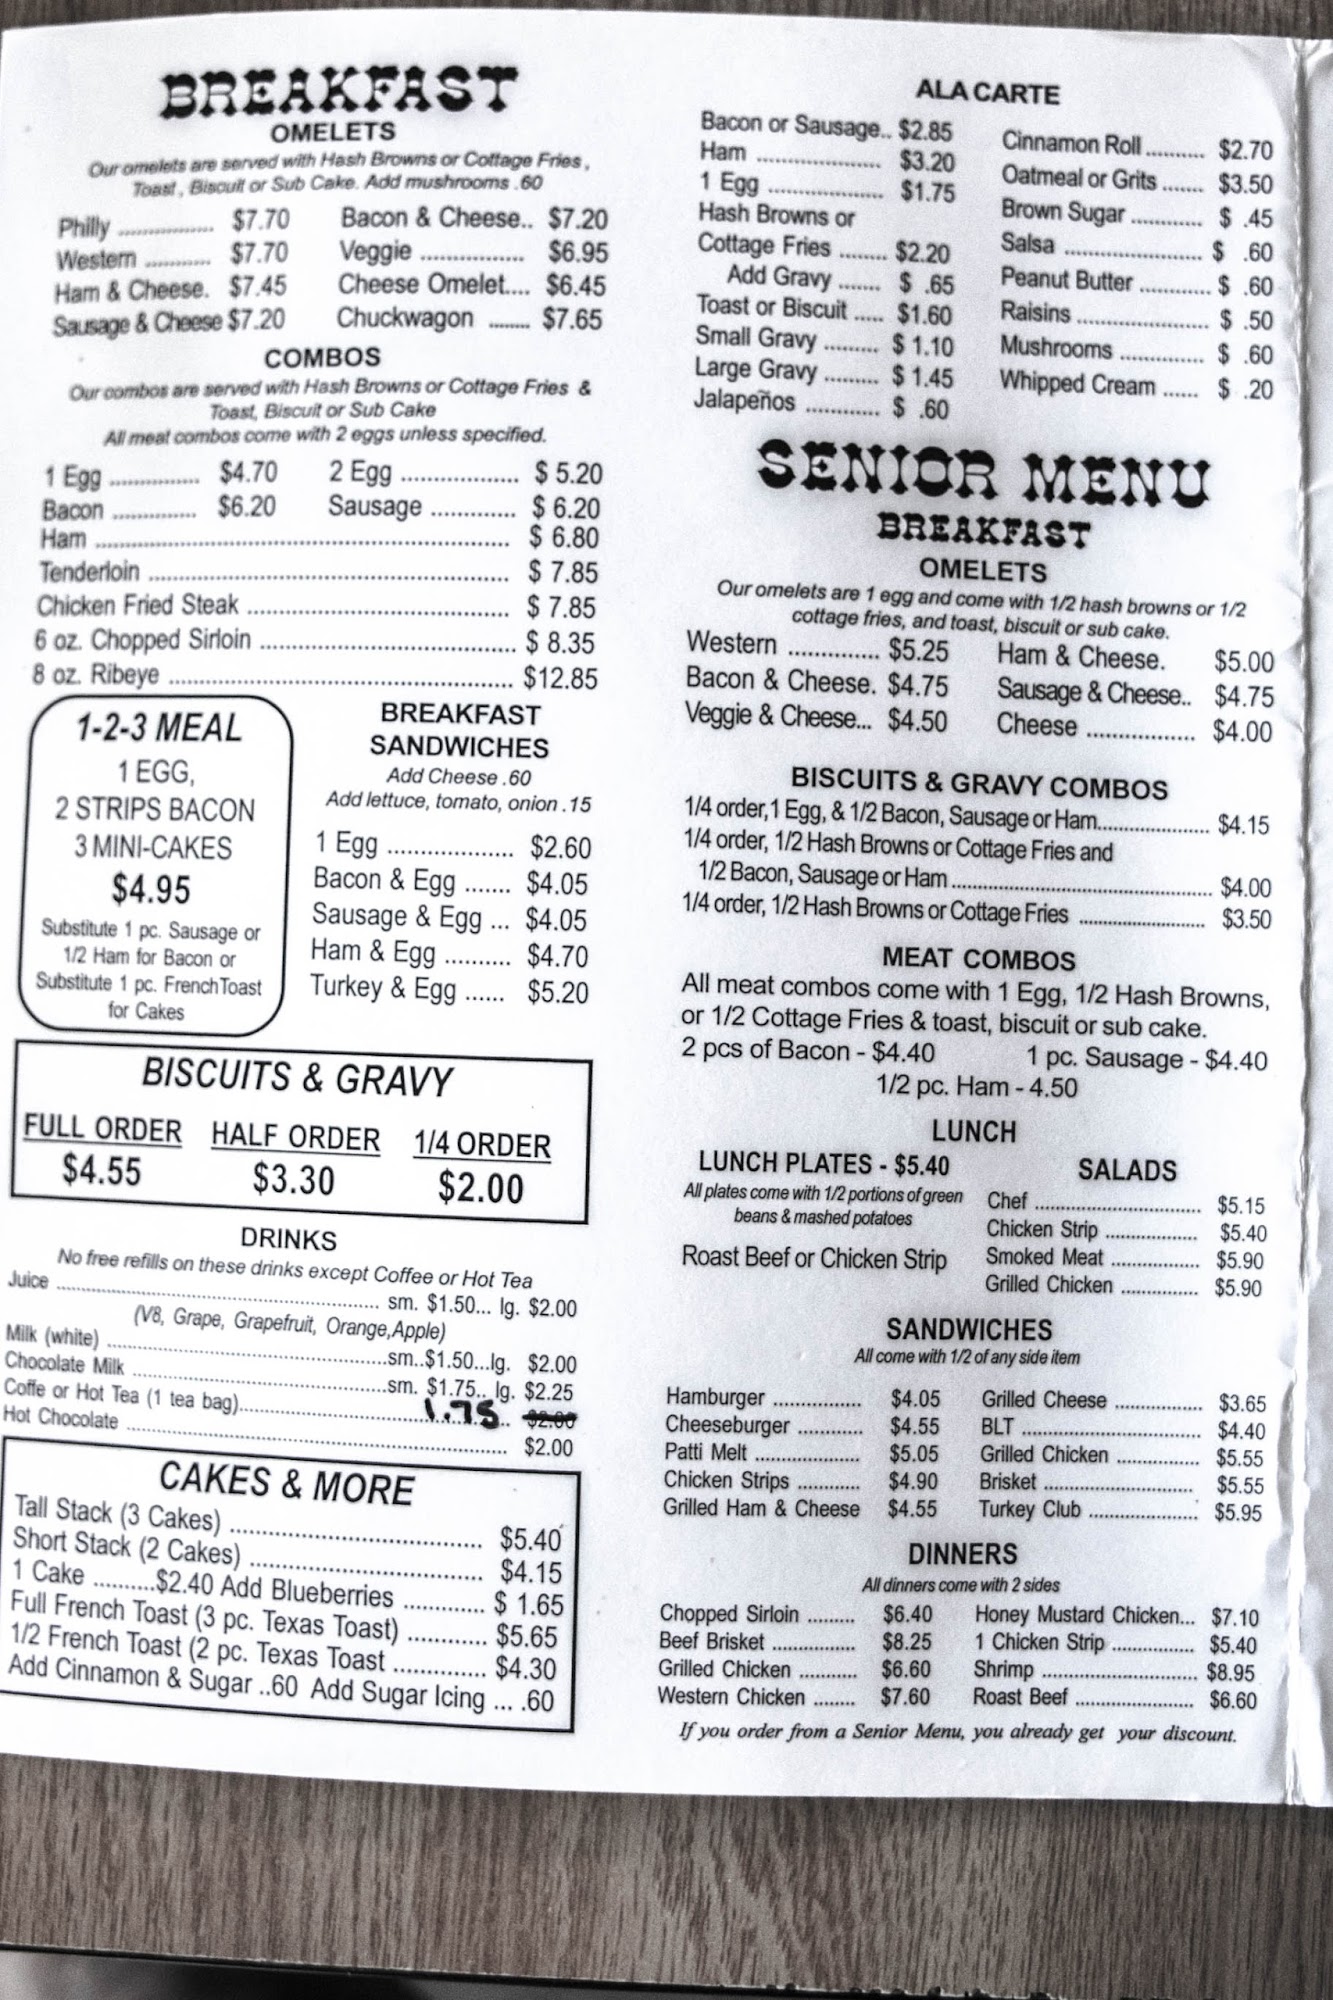 BREAKFAST
OMELETS
Our omelets are served with Hash Browns or Cottage Fries,
Toast, Biscuit or Sub Cake. Add mushrooms .60
Philly ................ $7.70 Bacon & Cheese.. $7.20
Western ........... $7.70 Veggie ................. $6.95
Ham & Cheese. $7.45 Cheese Omelet.... $6.45
Sausage & Cheese $7.20 Chuckwagon ........ $7.65
COMBOS
Our combos are served with Hash Browns or Cottage Fries &
Toast, Biscuit or Sub Cake
All meat combos come with 2 eggs unless specified.
1 Egg ............... $4.70 2 Egg ................... $ 5.20
Bacon .............. $6.20 Sausage .............. $ 6.20
Ham ..................................................................... $ 6.80
Tenderloin ........................................................... $ 7.85
Chicken Fried Steak ........................................... $ 7.85
6 oz. Chopped Sirloin ......................................... $ 8.35
8 oz. Ribeye ........................................................ $12.85
1-2-3 MEAL
1 EGG,
2 STRIPS BACON
3 MINI-CAKES
$4.95
Substitute 1 pc. Sausage or
1/2 Ham for Bacon or
Substitute 1 pc. FrenchToast
for Cakes
BREAKFAST
SANDWICHES
Add Cheese .60
Add lettuce, tomato, onion .15
1 Egg .................... $2.60
Bacon & Egg ....... $4.05
Sausage & Egg ... $4.05
Ham & Egg .......... $4.70
Turkey & Egg ...... $5.20
BISCUITS & GRAVY
FULL ORDER HALF ORDER 1/4 ORDER
$4.55 $3.30 $2.00
DRINKS
No free refills on these drinks except Coffee or Hot Tea
Juice ...................................................... sm. $1.50... lg. $2.00
(V8, Grape, Grapefruit, Orange,Apple)
Milk (white) ..............................................sm..$1.50...lg. $2.00
Chocolate Milk ..........................................sm. $1.75.. lg. $2.25
Coffe or Hot Tea (1 tea bag)............................. 1.75.. $2.00
Hot Chocolate ................................................................ $2.00
CAKES & MORE
Tall Stack (3 Cakes) .................................... $5.40
Short Stack (2 Cakes) .................................. $4.15
1 Cake ..........$2.40 Add Blueberries ............. $ 1.65
Full French Toast (3 pc. Texas Toast) ............ $5.65
1/2 French Toast (2 pc. Texas Toast .............. $4.30
Add Cinnamon & Sugar ..60 Add Sugar Icing ... .60
ALA CARTE
Bacon or Sausage.. $2.85
Ham .................... $3.20
1 Egg ................... $1.75
Hash Browns or
Cottage Fries ........ $2.20
Add Gravy ....... $ .65
Toast or Biscuit ..... $1.60
Small Gravy ......... $ 1.10
Large Gravy ......... $ 1.45
Jalapeños ............ $ .60
Cinnamon Roll .......... $2.70
Oatmeal or Grits ....... $3.50
Brown Sugar ............ $ .45
Salsa ....................... $ .60
Peanut Butter ............ $ .60
Raisins ...................... $ .50
Mushrooms .............. $ .60
Whipped Cream ...... $ .20
SENIOR MENU
BREAKFAST
OMELETS
Our omelets are 1 egg and come with 1/2 hash browns or 1/2
cottage fries, and toast, biscuit or sub cake.
Western .............. $5.25 Ham & Cheese. $5.00
Bacon & Cheese. $4.75 Sausage & Cheese.. $4.75
Veggie & Cheese... $4.50 Cheese ................. $4.00
BISCUITS & GRAVY COMBOS
1/4 order,1 Egg, & 1/2 Bacon, Sausage or Ham..................... $4.15
1/4 order, 1/2 Hash Browns or Cottage Fries and
1/2 Bacon, Sausage or Ham ............................................. $4.00
1/4 order, 1/2 Hash Browns or Cottage Fries ........................ $3.50
MEAT COMBOS
All meat combos come with 1 Egg, 1/2 Hash Browns,
or 1/2 Cottage Fries & toast, biscuit or sub cake.
2 pcs of Bacon - $4.40 1 pc. Sausage - $4.40
1/2 pc. Ham - 4.50
LUNCH
LUNCH PLATES - $5.40
All plates come with 1/2 portions of green
beans & mashed potatoes
Roast Beef or Chicken Strip
SALADS
Chef ................................ $5.15
Chicken Strip .................. $5.40
Smoked Meat ................. $5.90
Grilled Chicken ............... $5.90
SANDWICHES
All come with 1/2 of any side item
Hamburger ................. $4.05 Grilled Cheese ................ $3.65
Cheeseburger ............ $4.55 BLT .................................. $4.40
Patti Melt .................... $5.05 Grilled Chicken ................ $5.55
Chicken Strips ............ $4.90 Brisket ............................. $5.55
Grilled Ham & Cheese $4.55 Turkey Club ..................... $5.95
DINNERS
All dinners come with 2 sides
Chopped Sirloin ......... $6.40 Honey Mustard Chicken... $7.10
Beef Brisket ................ $8.25 1 Chicken Strip ................ $5.40
Grilled Chicken ........... $6.60 Shrimp .............................. $8.95
Western Chicken ........ $7.60 Roast Beef ....................... $6.60
If you order from a Senior Menu, you already get your discount.